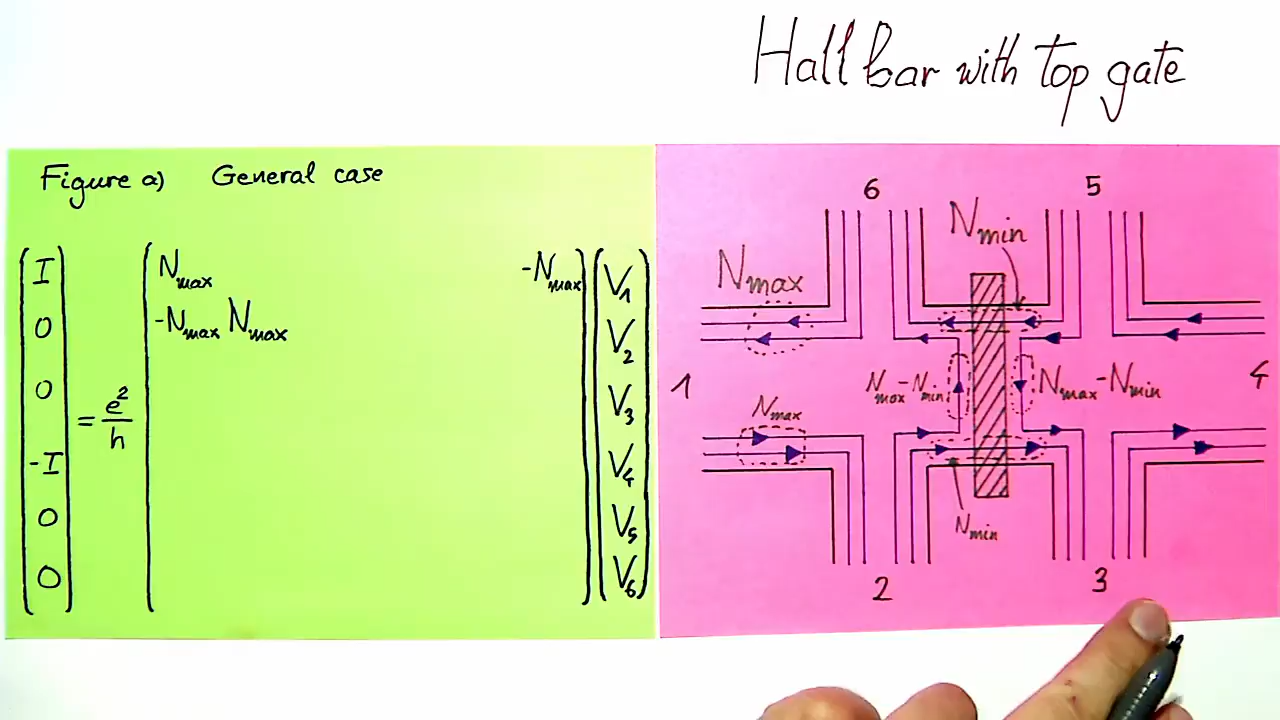 Hall bar with top gate
Figure a) General case
I
0
0
-I
0
0
= e²/h
N_max -N_max
-N_max N_max
V₁
V₂
V₃
V₄
V₅
V₆
6
5
N_min
N_max
1
N_max-N_min
N_max-N_min
4
N_max
N_min
2
3